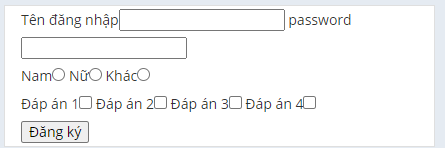 Tên đăng nhập password
Nam Nữ Khác
Đáp án 1 Đáp án 2 Đáp án 3 Đáp án 4
Đăng ký